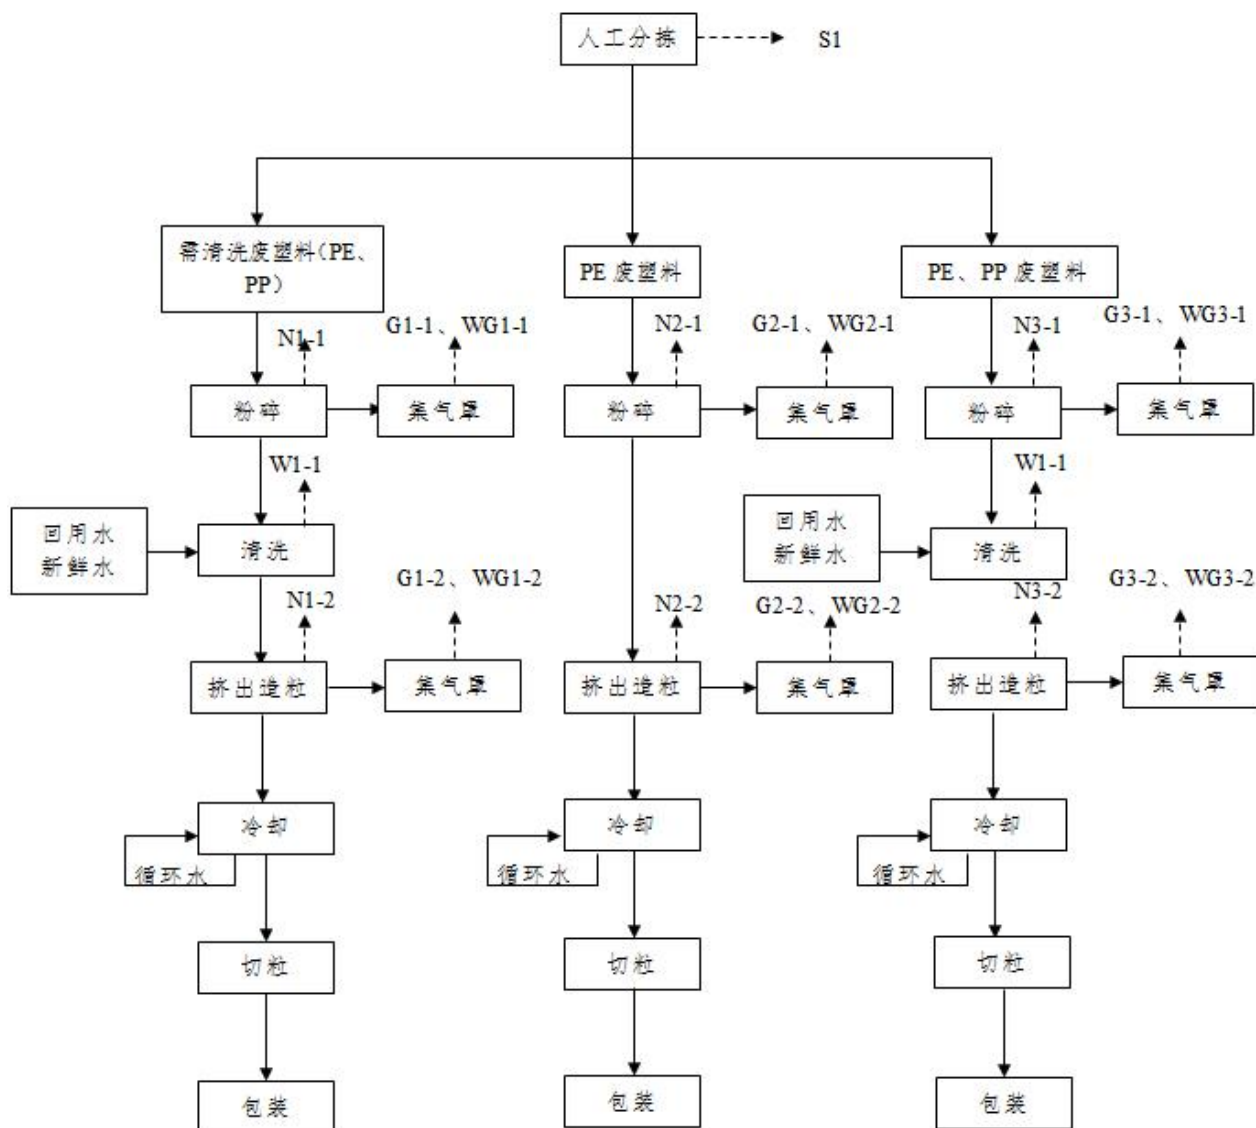 人工分拣
S1
需清洗废塑料（PE、
PP）
PE 废塑料
PE、PP 废塑料
N1-1
G1-1、WG1-1
N2-1
G2-1、WG2-1
N3-1
G3-1、WG3-1
粉碎
集气罩
粉碎
集气罩
粉碎
集气罩
W1-1
W1-1
回用水
新鲜水
清洗
回用水
新鲜水
清洗
N1-2
G1-2、WG1-2
N2-2
G2-2、WG2-2
N3-2
G3-2、WG3-2
挤出造粒
集气罩
挤出造粒
集气罩
挤出造粒
集气罩
冷却
循环水
冷却
循环水
冷却
循环水
切粒
切粒
切粒
包装
包装
包装